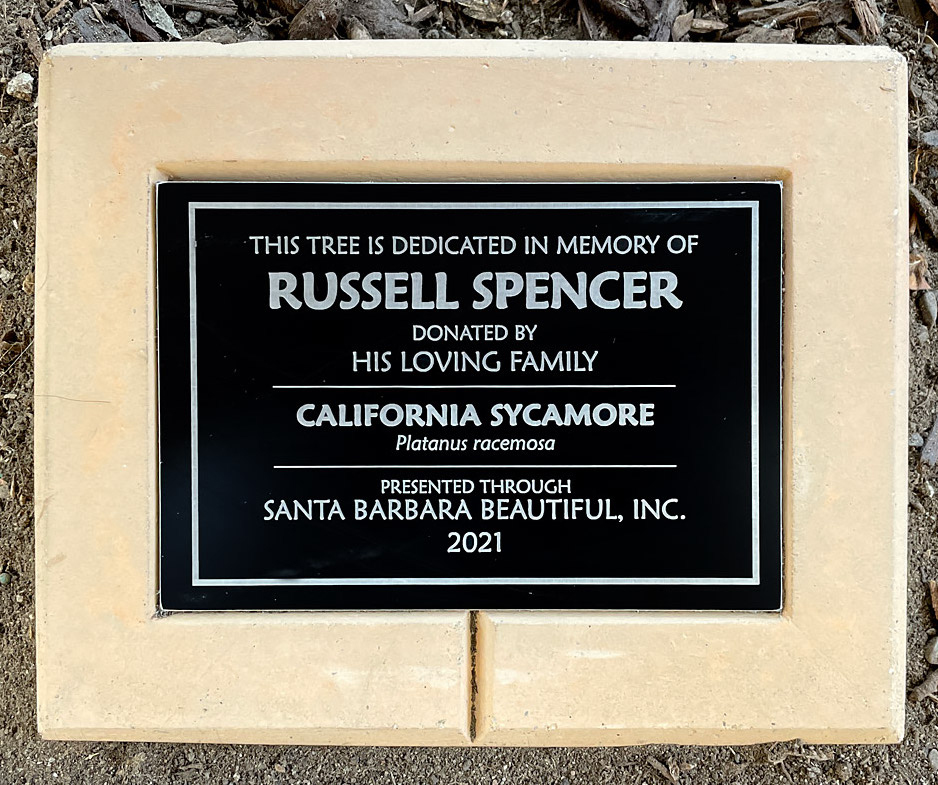 THIS TREE IS DEDICATED IN MEMORY OF
RUSSELL SPENCER
DONATED BY
HIS LOVING FAMILY
CALIFORNIA SYCAMORE
Platanus racemosa
PRESENTED THROUGH
SANTA BARBARA BEAUTIFUL, INC.
2021